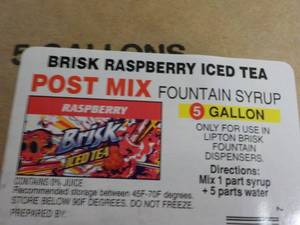 5 GALLONS
BRISK RASPBERRY ICED TEA
POST MIX FOUNTAIN SYRUP
RASPBERRY
Brisk
ICED TEA
5 GALLON
ONLY FOR USE IN
LIPTON BRISK
FOUNTAIN
DISPENSERS.
Directions:
Mix 1 part syrup
+ 5 parts water
CONTAINS 0% JUICE.
Recommended storage between 45F-70F degrees.
STORE BELOW 90F DEGREES. DO NOT FREEZE.
PREPARED BY: